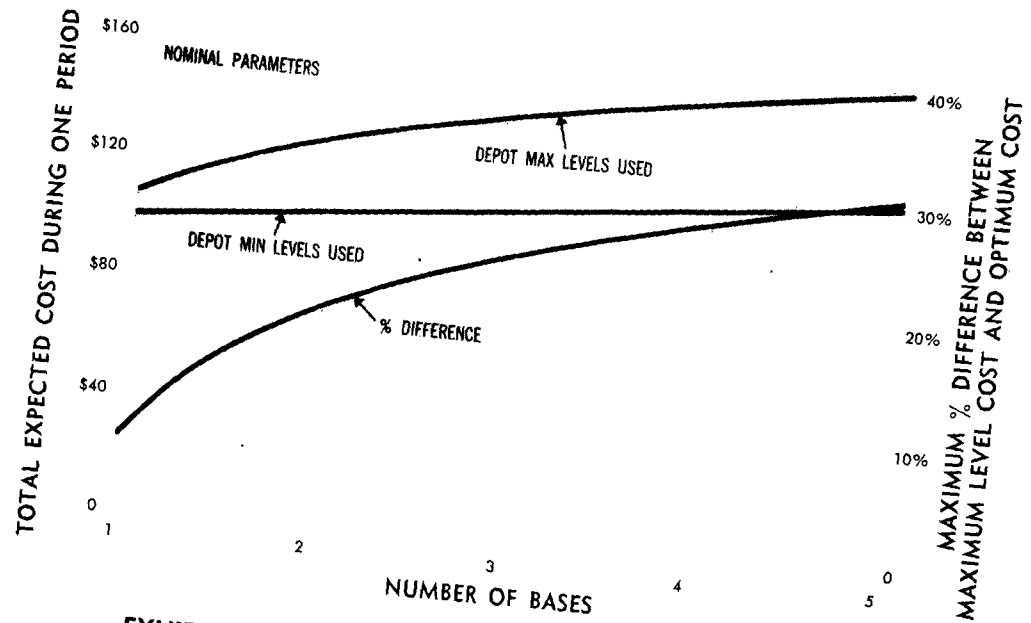 TOTAL EXPECTED COST DURING ONE PERIOD
$160
$120
$80
$40
0
NOMINAL PARAMETERS
DEPOT MAX LEVELS USED
DEPOT MIN LEVELS USED
% DIFFERENCE
40%
30%
20%
10%
0
MAXIMUM % DIFFERENCE BETWEEN
MAXIMUM LEVEL COST AND OPTIMUM COST
1
2
3
4
5
NUMBER OF BASES